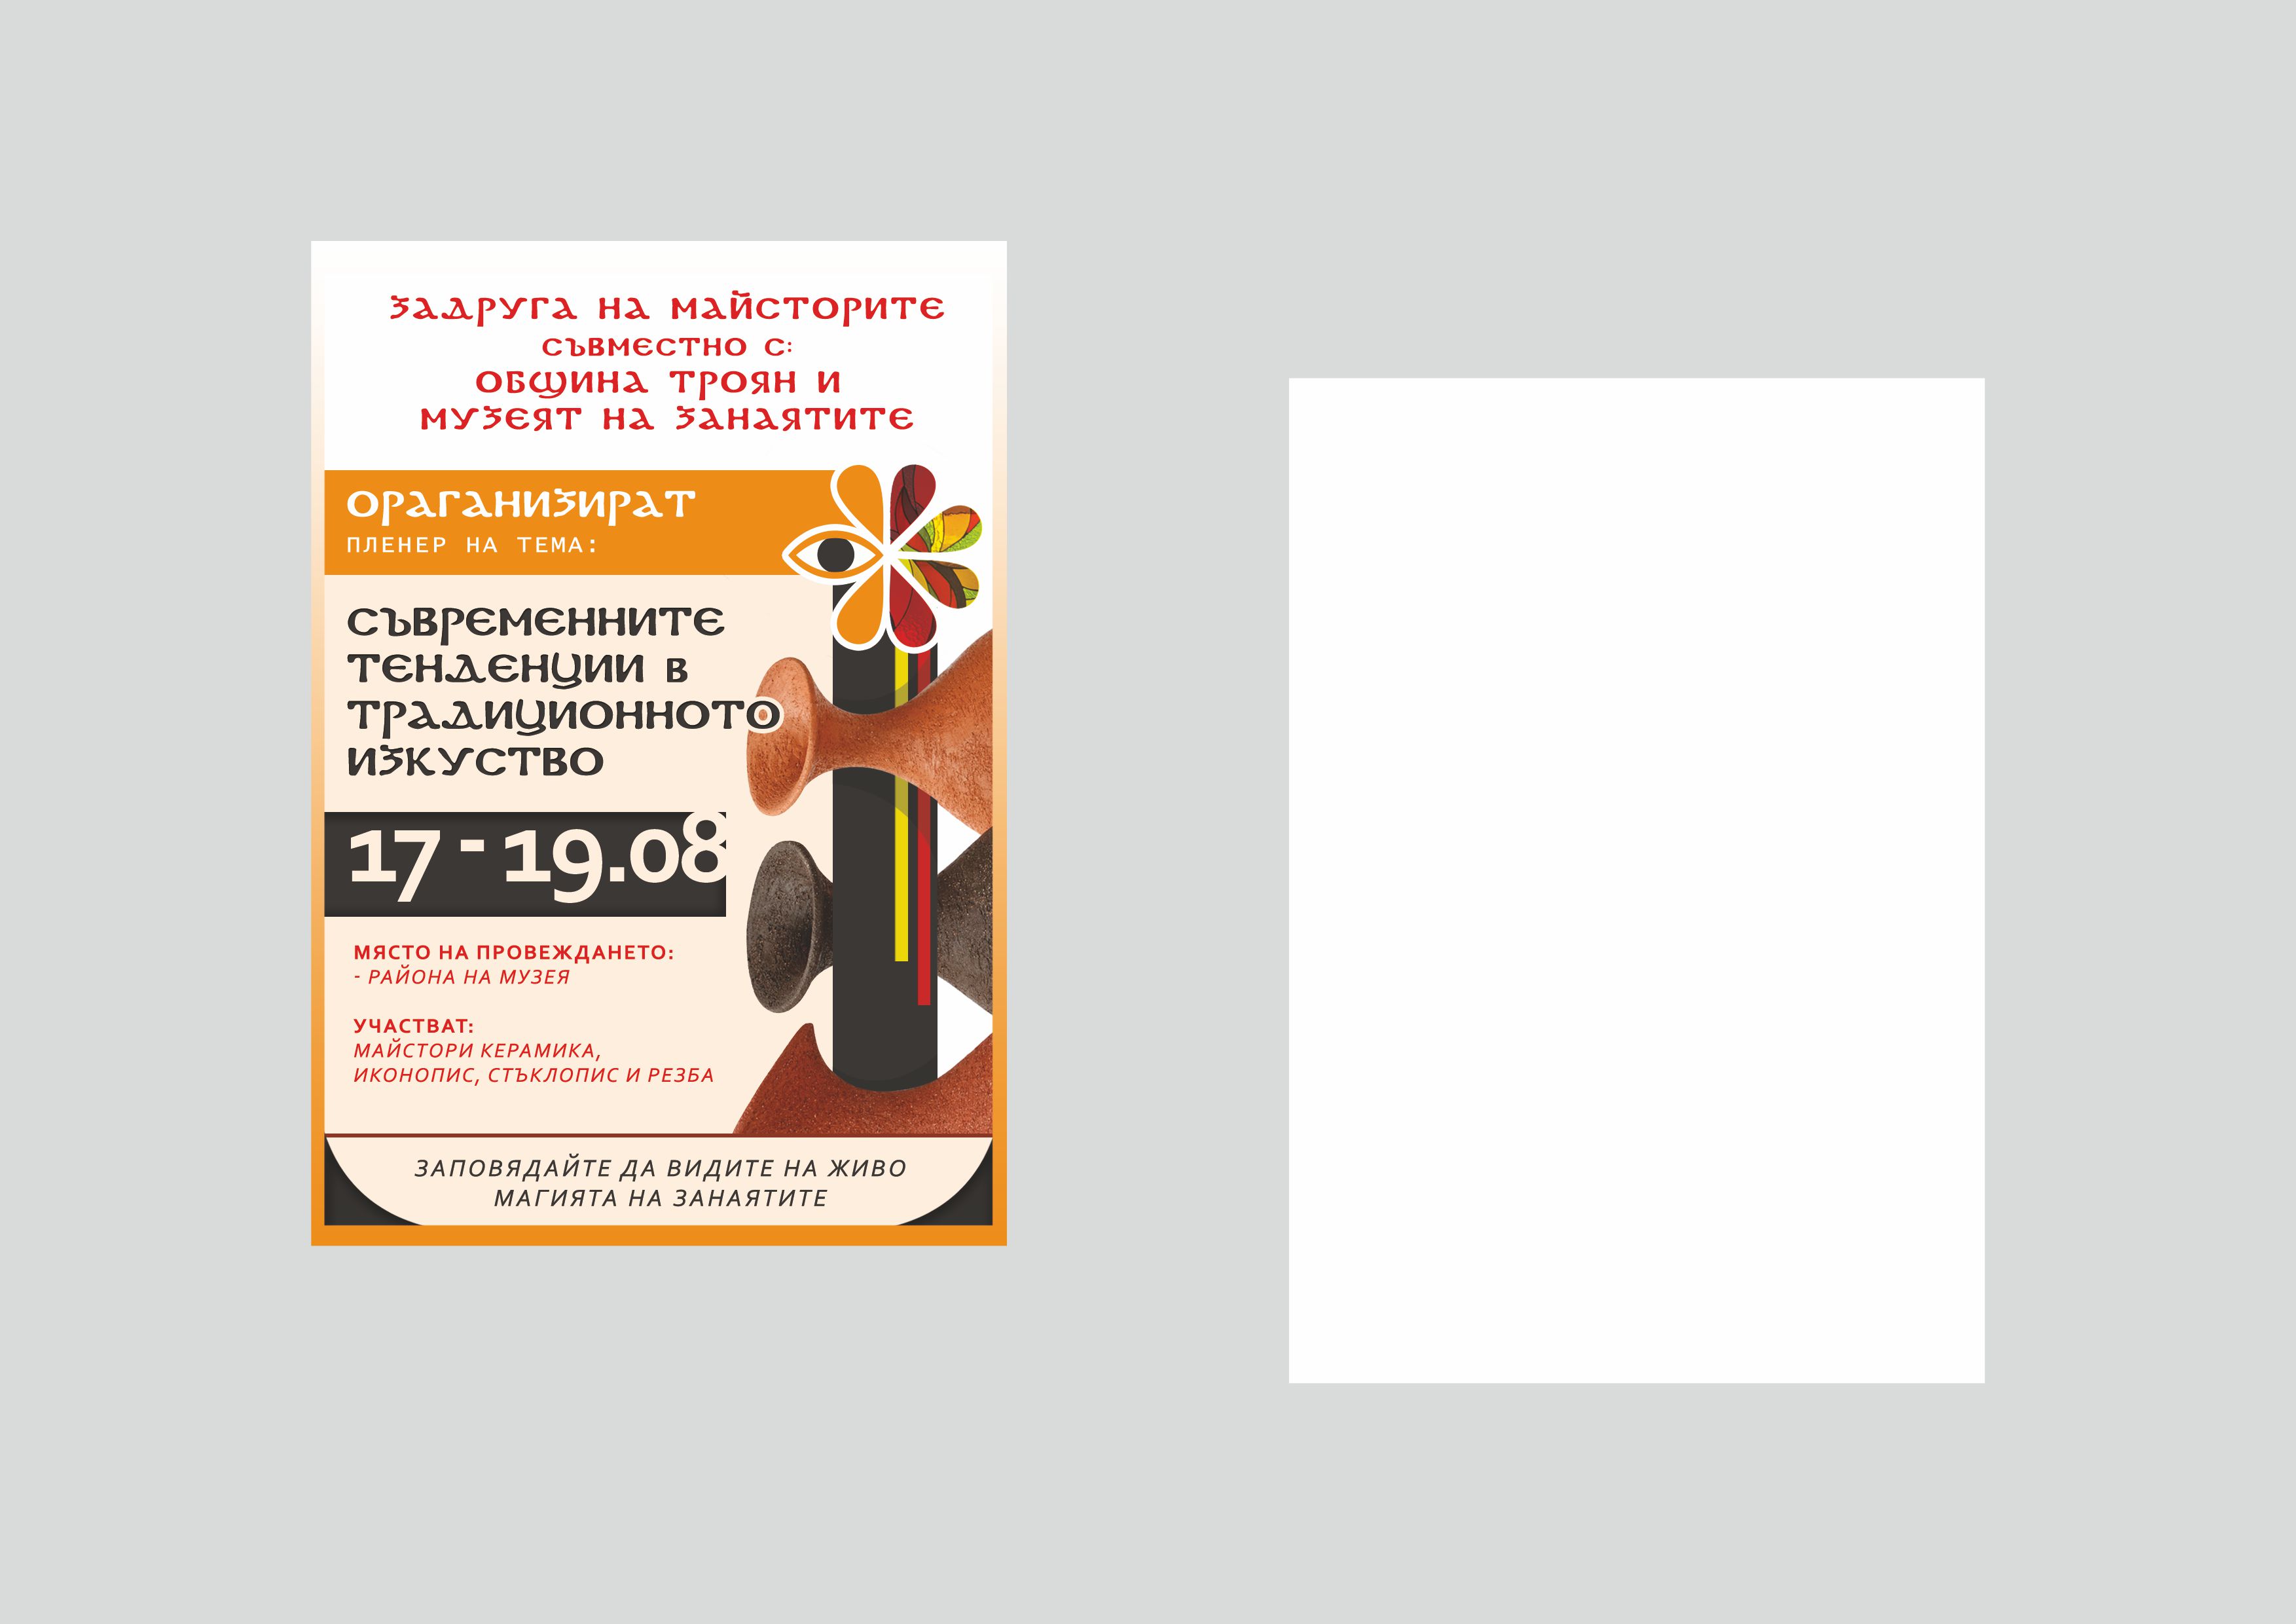 ЗАДРУГА НА МАЙСТОРИТЕ
СЪВМЕСТНО С:
ОБЩИНА ТРОЯН И
МУЗЕЯТ НА ЗАНАЯТИТЕ
ОРАГАНИЗИРАТ
ПЛЕНЕР НА ТЕМА:
СЪВРЕМЕННИТЕ
ТЕНДЕНЦИИ В
ТРАДИЦИОННОТО
ИЗКУСТВО
17 - 19.08
МЯСТО НА ПРОВЕЖДАНЕТО:
- РАЙОНА НА МУЗЕЯ
УЧАСТВАТ:
МАЙСТОРИ КЕРАМИКА,
ИКОНОПИС, СТЪКЛОПИС И РЕЗБА
ЗАПОВЯДАЙТЕ ДА ВИДИТЕ НА ЖИВО
МАГИЯТА НА ЗАНАЯТИТЕ